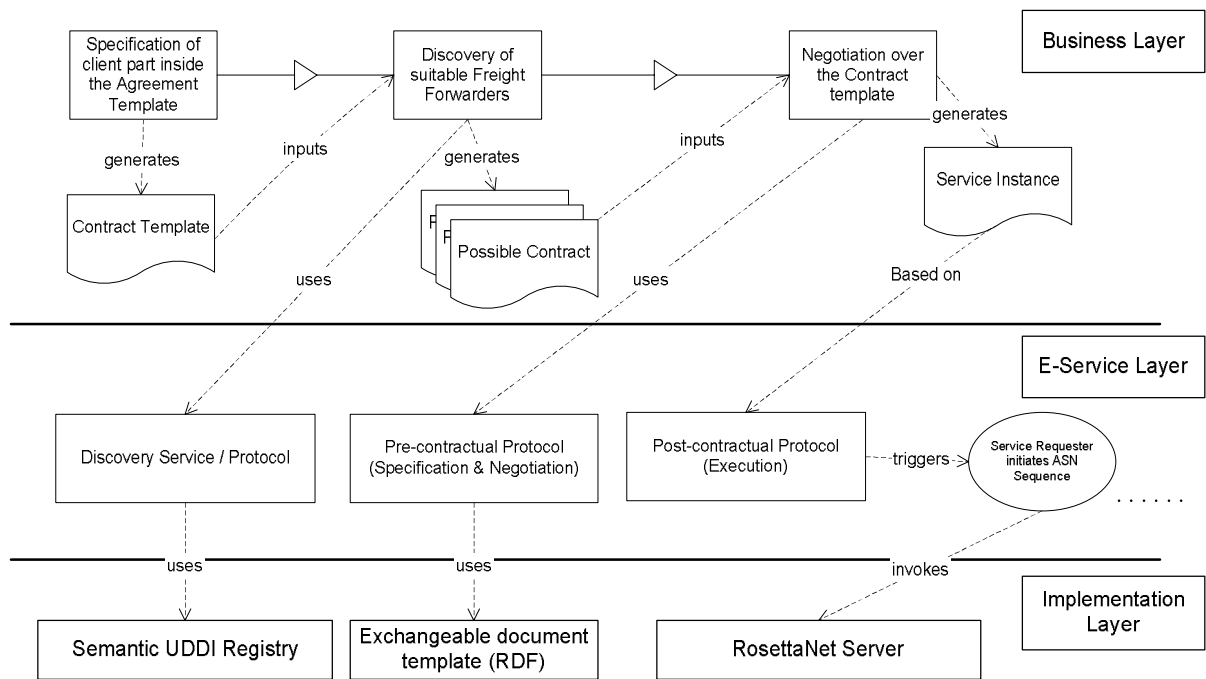 Specification of
client part inside
the Agreement
Template
Discovery of
suitable Freight
Forwarders
Negotiation over
the Contract
template
Business Layer
generates
inputs
generates
inputs
generates
Contract Template
F
F
Possible Contract
Service Instance
uses
uses
Based on
E-Service Layer
Discovery Service / Protocol
Pre-contractual Protocol
(Specification & Negotiation)
Post-contractual Protocol
(Execution)
triggers
Service Requester
initiates ASN
Sequence
. . . . . .
uses
uses
invokes
Implementation
Layer
Semantic UDDI Registry
Exchangeable document
template (RDF)
RosettaNet Server